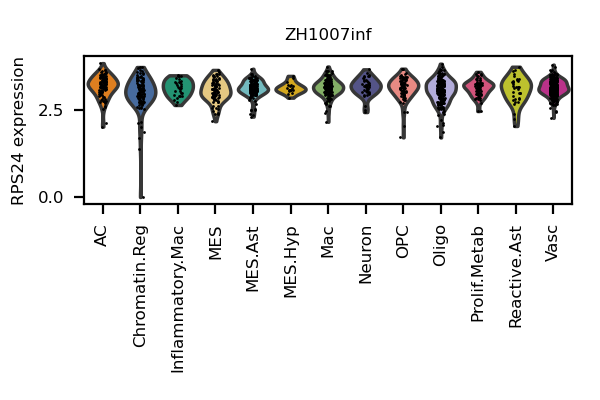 ZH1007inf
RPS24 expression
2.5
0.0
AC
Chromatin.Reg
Inflammatory.Mac
MES
MES.Ast
MES.Hyp
Mac
Neuron
OPC
Oligo
Prolif.Metab
Reactive.Ast
Vasc